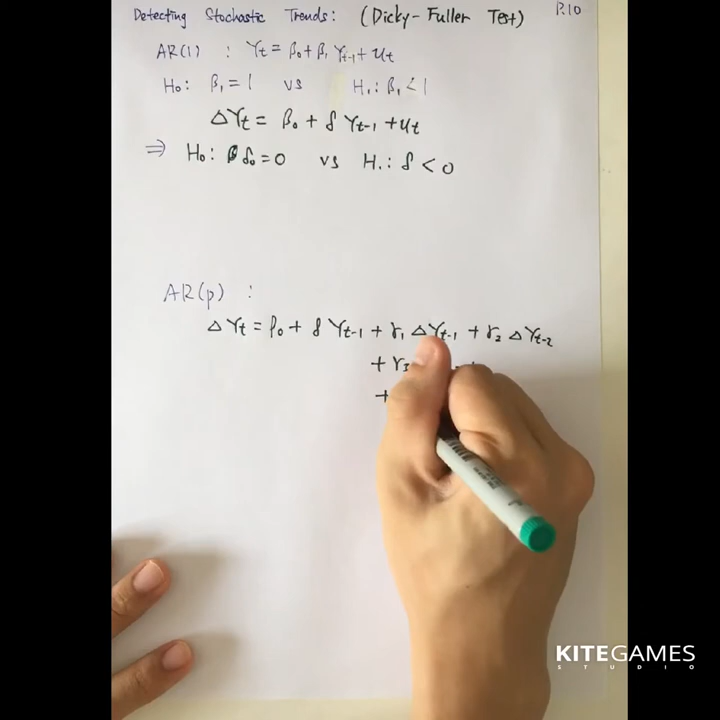 Detecting Stochastic Trends: (Dicky-Fuller Test) P.10
AR(1) : Yt = β0 + β1 Yt-1 + ut
H0: β1 = 1 vs H1: β1 < 1
ΔYt = β0 + δ Yt-1 + ut
⇒ H0: δ0 = 0 vs H1: δ < 0
AR(p) :
ΔYt = β0 + δ Yt-1 + γ1 ΔYt-1 + γ2 ΔYt-2
+ γ3
+
KITEGAMES
STUDIO